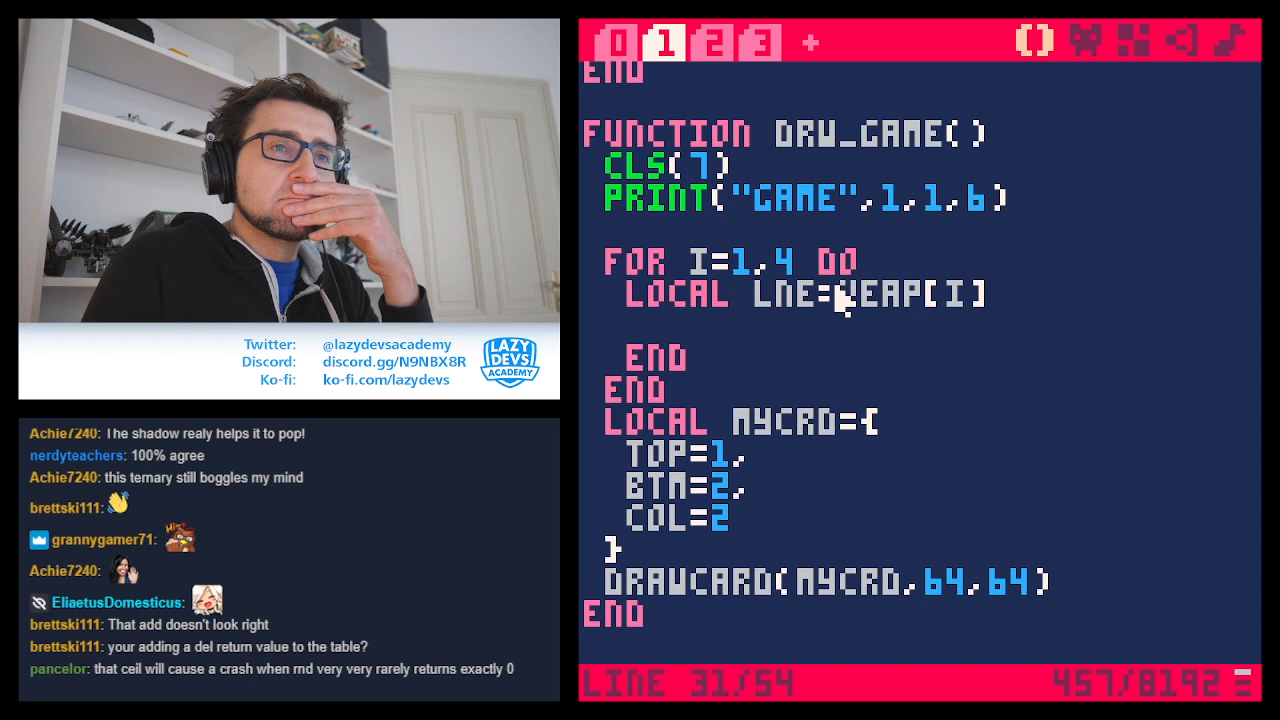 Twitter: @lazydevsacademy
Discord: discord.gg/N9NBX8R
Ko-fi: ko-fi.com/lazydevs
LAZY
DEVS
ACADEMY
Achie7240: The shadow realy helps it to pop!
nerdyteachers: 100% agree
Achie7240: this ternary still boggles my mind
brettski111:
grannygamer71:
Achie7240:
EliaetusDomesticus:
brettski111: That add doesn't look right
brettski111: your adding a del return value to the table?
pancelor: that ceil will cause a crash when rnd very very rarely returns exactly 0
0 1 2 3 +
END
FUNCTION DRW_GAME()
CLS(7)
PRINT("GAME",1,1,6)
FOR I=1,4 DO
LOCAL LNE=HEAP[I]
END
END
LOCAL MYCRD={
TOP=1,
BTM=2,
COL=2
}
DRAWCARD(MYCRD,64,64)
END
LINE 31/54
457/8192